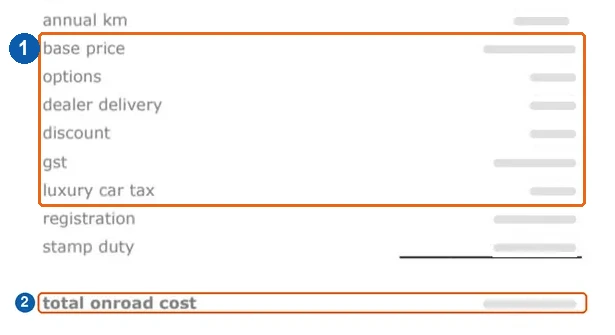 annual km
1
base price
options
dealer delivery
discount
gst
luxury car tax
registration
stamp duty
2 total onroad cost